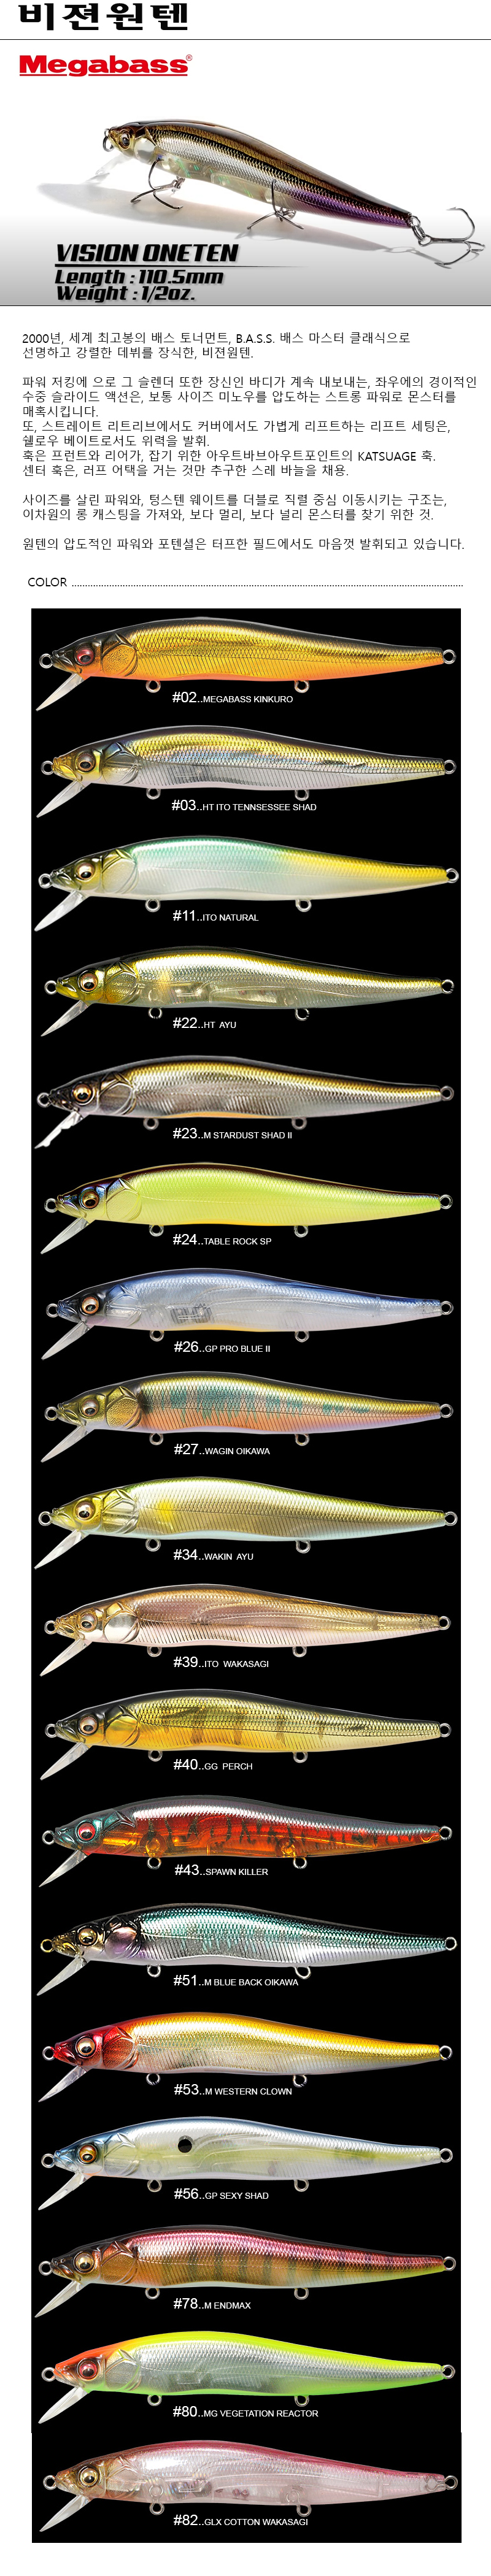 비젼원텐
Megabass®
VISION ONETEN
Length : 110.5mm
Weight : 1/2oz.
2000년, 세계 최고봉의 배스 토너먼트, B.A.S.S. 배스 마스터 클래식으로
선명하고 강렬한 데뷔를 장식한, 비젼원텐.
파워 저킹에 으로 그 슬렌더 또한 장신인 바디가 계속 내보내는, 좌우에의 경이적인
수중 슬라이드 액션은, 보통 사이즈 미노우를 압도하는 스트롱 파워로 몬스터를
매혹시킵니다.
또, 스트레이트 리트리브에서도 커버에서도 가볍게 리프트하는 리프트 세팅은,
쉘로우 베이트로서도 위력을 발휘.
훅은 프런트와 리어가, 잡기 위한 아웃트바브아웃트포인트의 KATSUAGE 훅.
센터 훅은, 러프 어택을 거는 것만 추구한 스레 바늘을 채용.
사이즈를 살린 파워와, 텅스텐 웨이트를 더블로 직렬 중심 이동시키는 구조는,
이차원의 롱 캐스팅을 가져와, 보다 멀리, 보다 널리 몬스터를 찾기 위한 것.
원텐의 압도적인 파워와 포텐셜은 터프한 필드에서도 마음껏 발휘되고 있습니다.
COLOR
#02..MEGABASS KINKURO
#03..HT ITO TENNSESSEE SHAD
#11..ITO NATURAL
#22..HT AYU
#23..M STARDUST SHAD II
#24..TABLE ROCK SP
#26..GP PRO BLUE II
#27..WAGIN OIKAWA
#34..WAKIN AYU
#39..ITO WAKASAGI
#40..GG PERCH
#43..SPAWN KILLER
#51..M BLUE BACK OIKAWA
#53..M WESTERN CLOWN
#56..GP SEXY SHAD
#78..M ENDMAX
#80..MG VEGETATION REACTOR
#82..GLX COTTON WAKASAGI